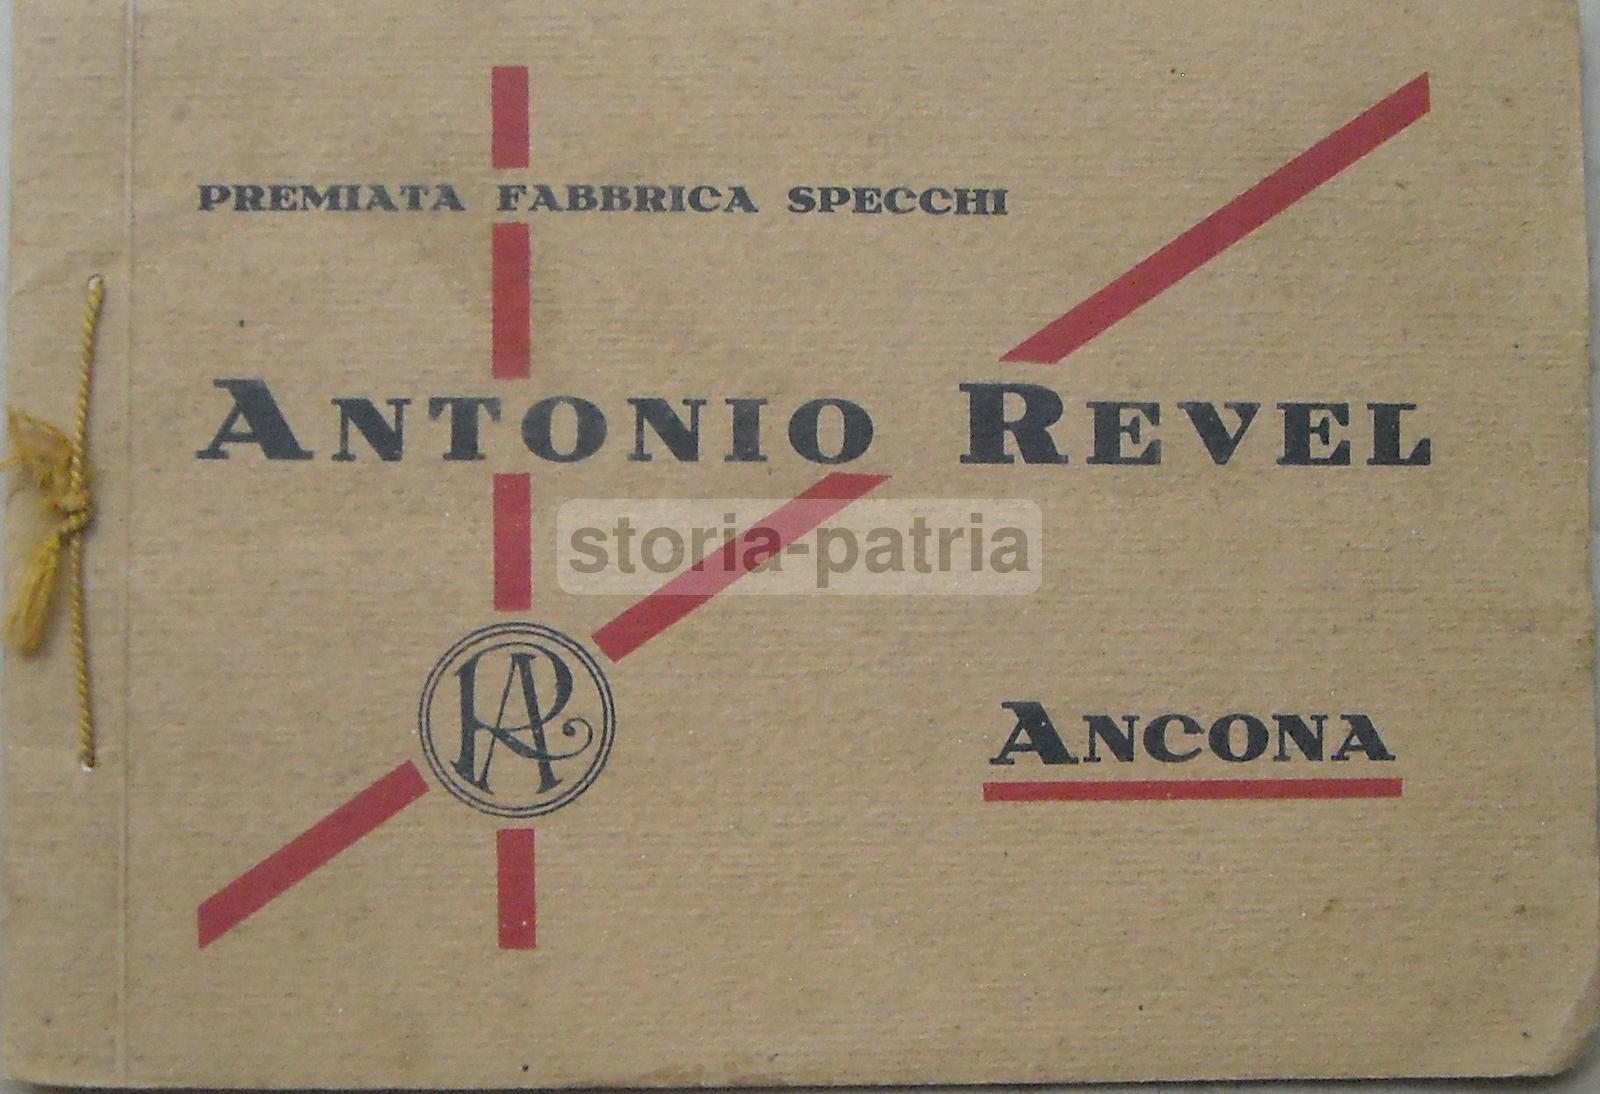 PREMIATA FABBRICA SPECCHI
ANTONIO REVEL
storia-patria
AR
ANCONA